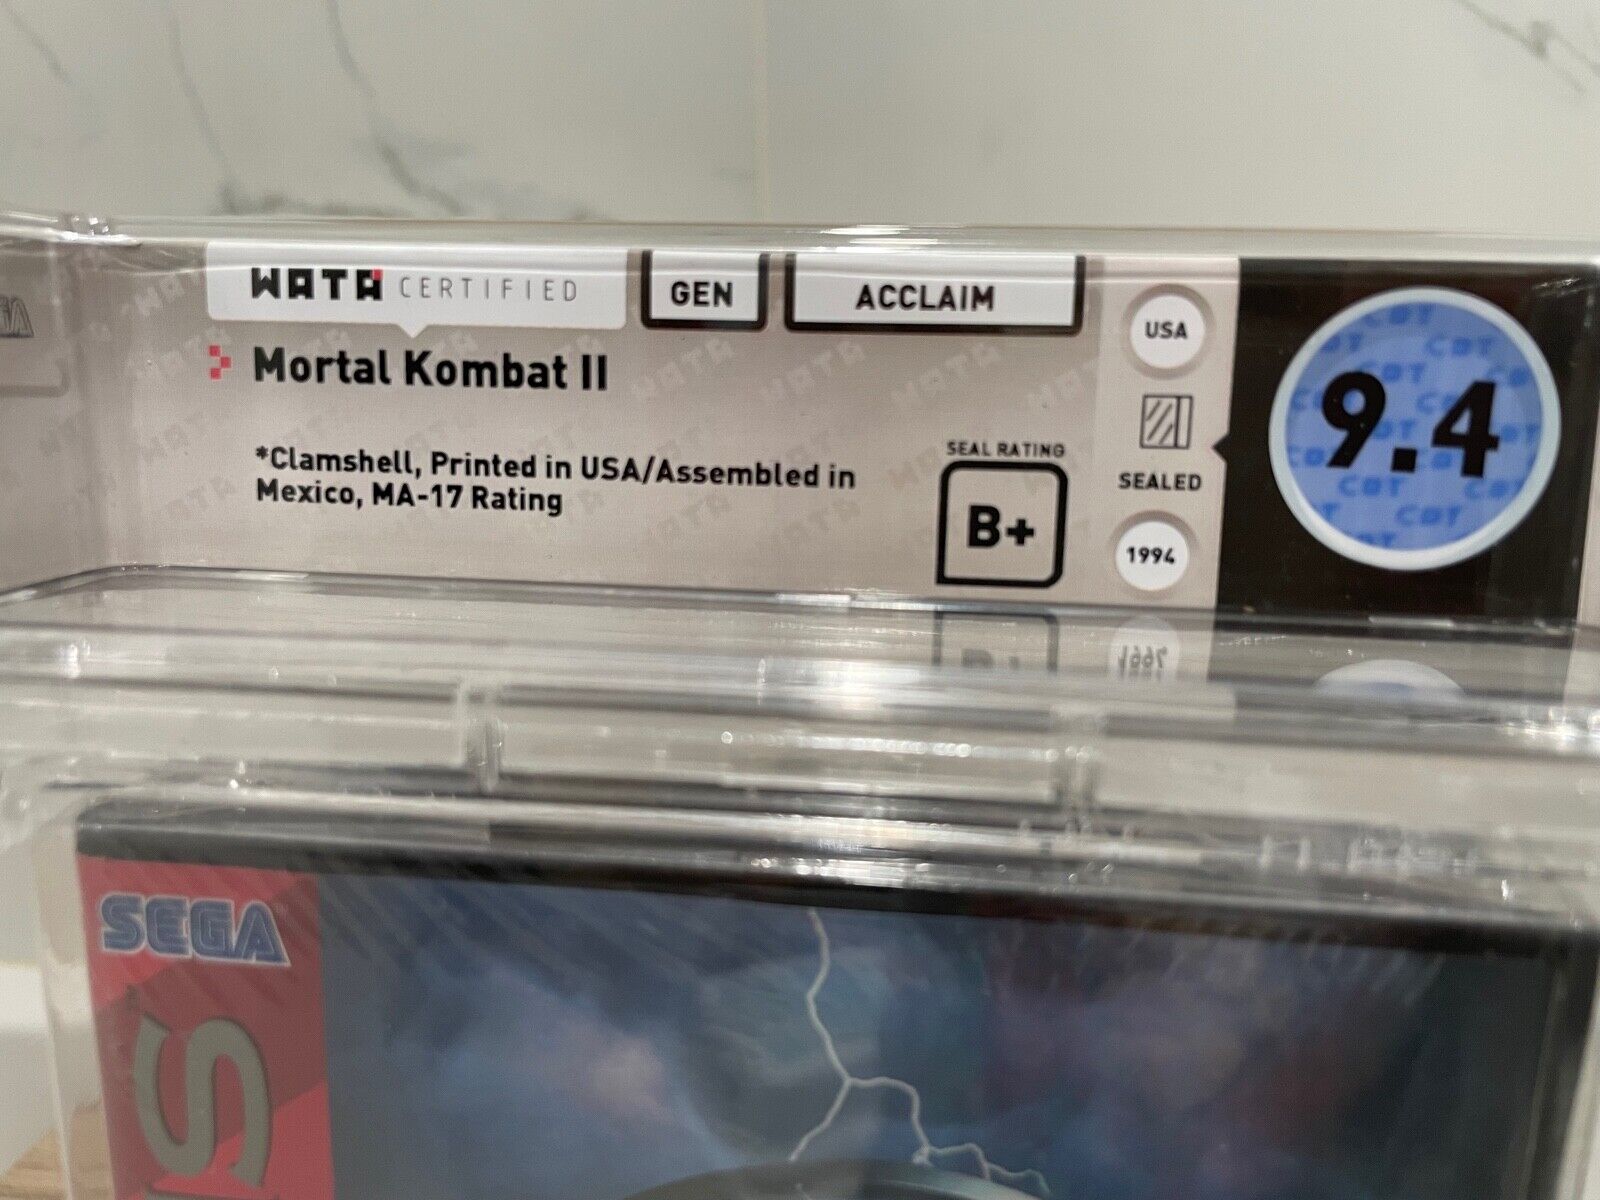 WATA CERTIFIED
GEN
ACCLAIM
Mortal Kombat II
*Clamshell, Printed in USA/Assembled in
Mexico, MA-17 Rating
SEAL RATING
B+
USA
SEALED
1994
9.4
SEGA